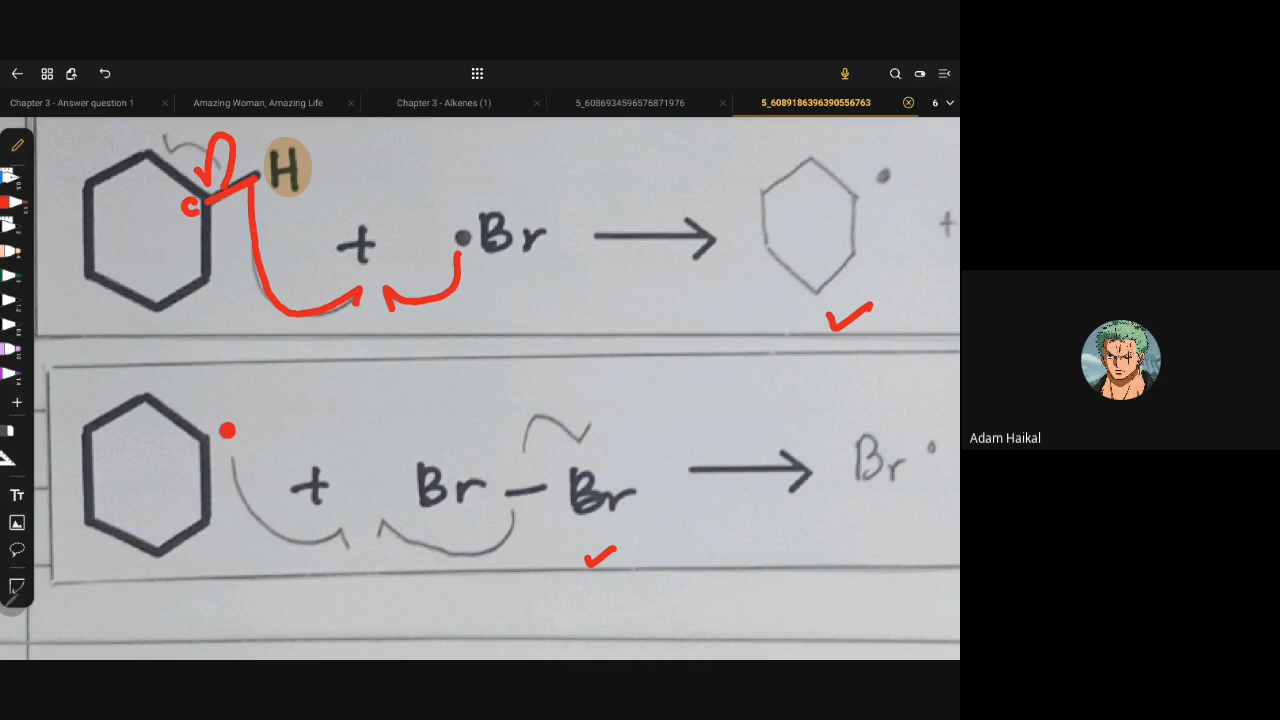 Chapter 3 - Answer question 1
Amazing Woman, Amazing Life
Chapter 3 - Alkenes (1)
5_6086934596576871976
5_6089186396390556763
6
H
C
+ •Br → • +
• + Br – Br → Br •
Tt
Adam Haikal